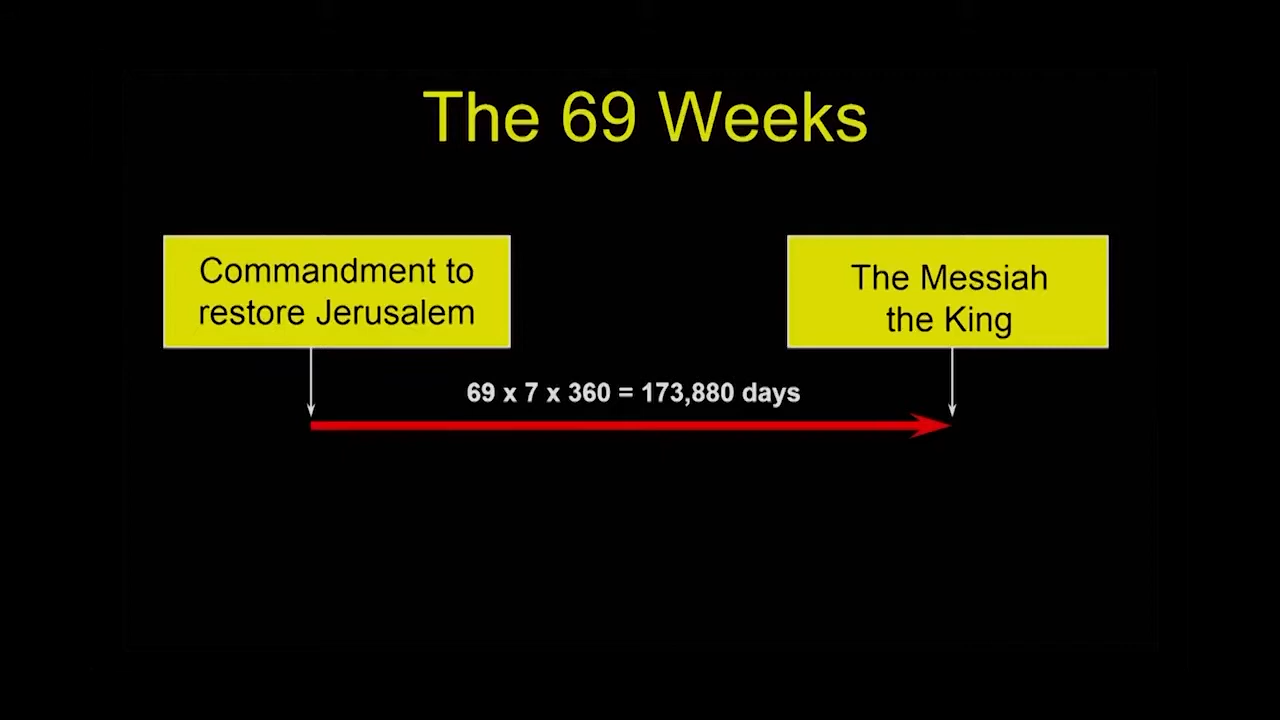 The 69 Weeks
Commandment to
restore Jerusalem
The Messiah
the King
69 x 7 x 360 = 173,880 days